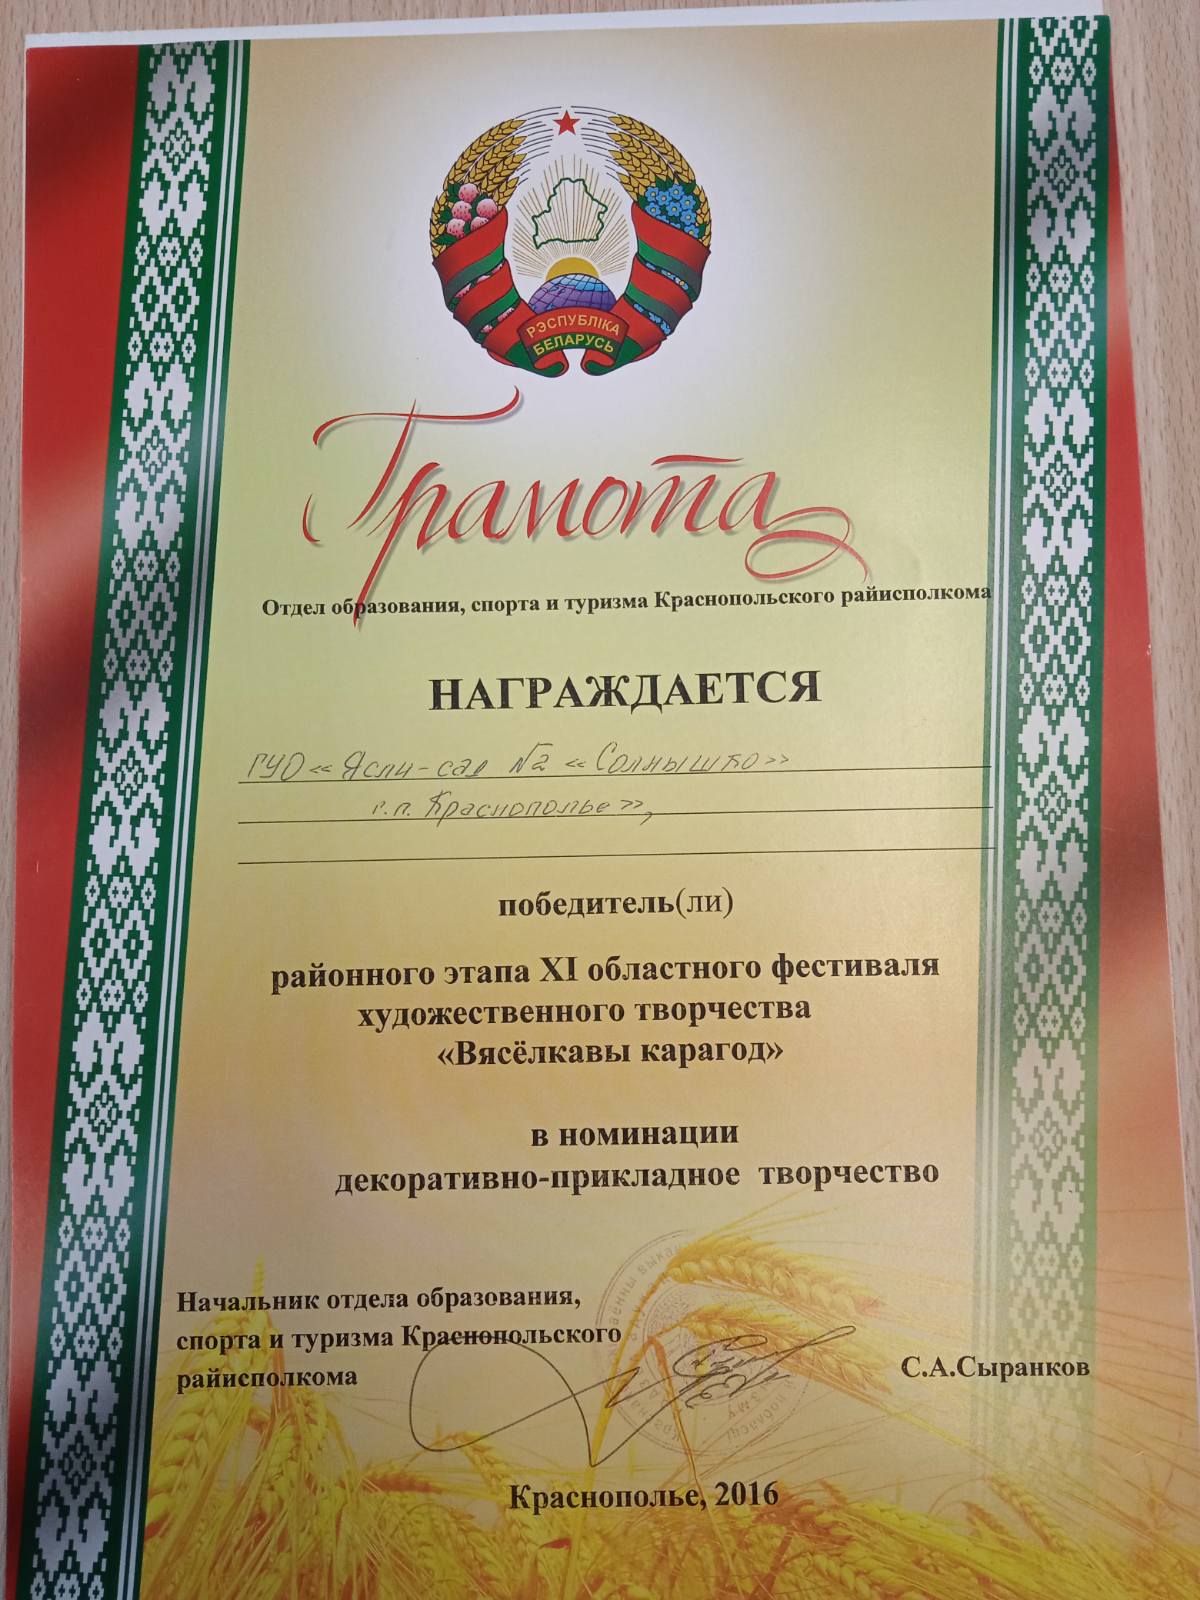 РЭСПУБЛІКА
БЕЛАРУСЬ
Грамота
Отдел образования, спорта и туризма Краснопольского райисполкома
НАГРАЖДАЕТСЯ
ГУО «Ясли-сад №2 «Солнышко»
г.п. Краснополье»,
победитель(ли)
районного этапа XI областного фестиваля
художественного творчества
«Вясёлкавы карагод»
в номинации
декоративно-прикладное творчество
Начальник отдела образования,
спорта и туризма Краснопольского
райисполкома
С.А.Сыранков
Краснополье, 2016